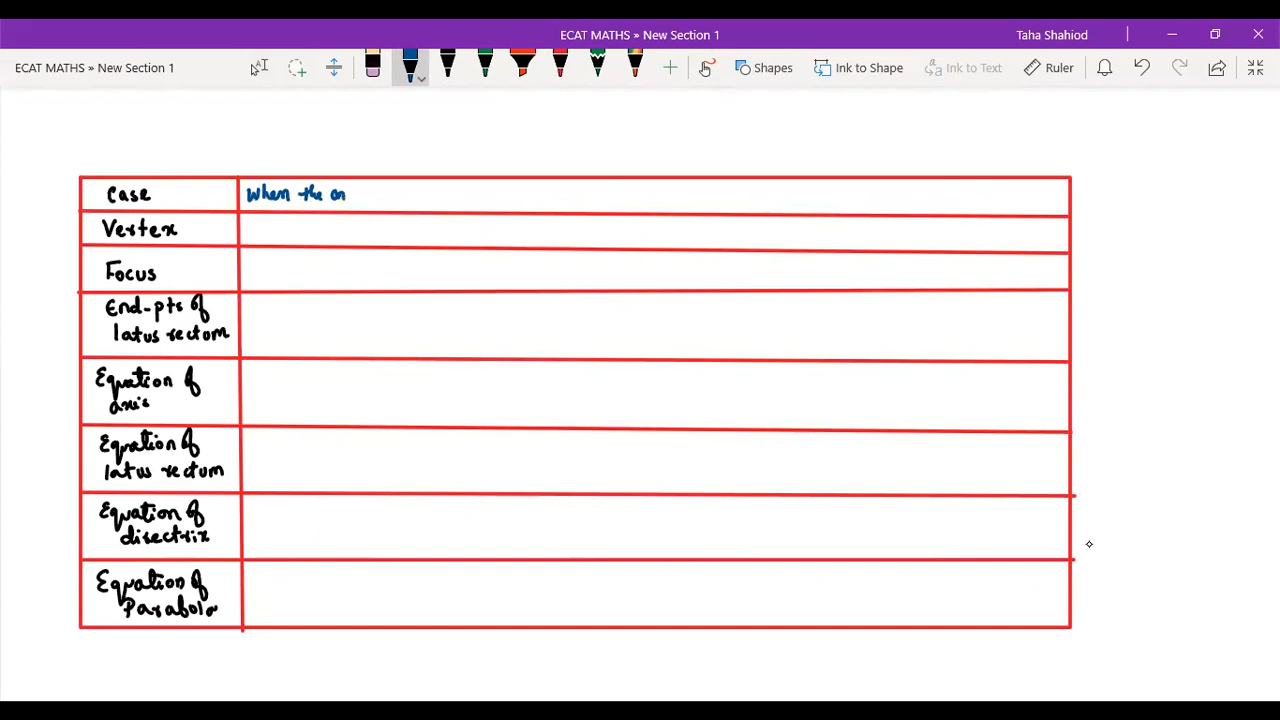 ECAT MATHS » New Section 1
Taha Shahiod
ECAT MATHS » New Section 1
Shapes
Ink to Shape
Ink to Text
Ruler
Case
When the or
Vertex
Focus
End-pts of
latus rectum
Equation of
axis
Equation of
latus rectum
Equation of
directrix
Equation of
Parabola